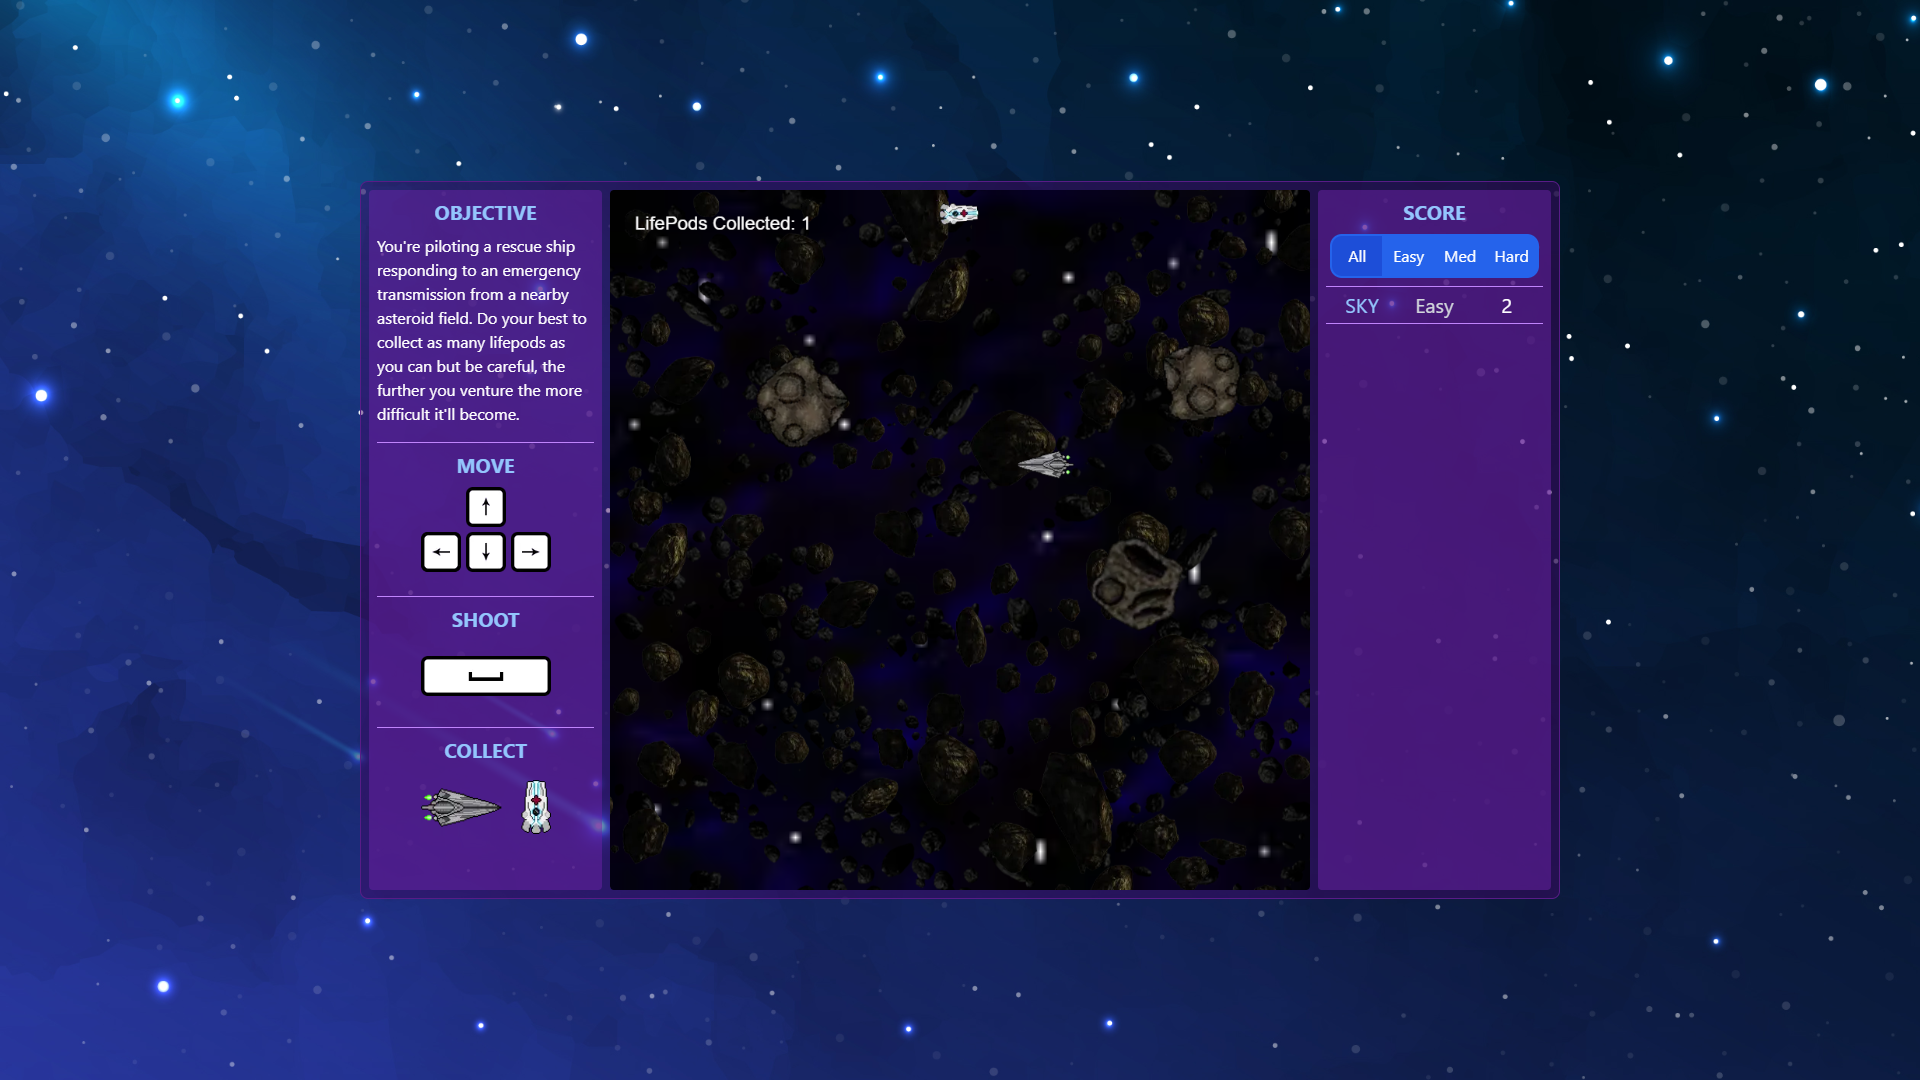 OBJECTIVE
You're piloting a rescue ship
responding to an emergency
transmission from a nearby
asteroid field. Do your best to
collect as many lifepods as
you can but be careful, the
further you venture the more
difficult it'll become.
MOVE
↑
← ↓ →
SHOOT
COLLECT
LifePods Collected: 1
SCORE
All Easy Med Hard
SKY Easy 2